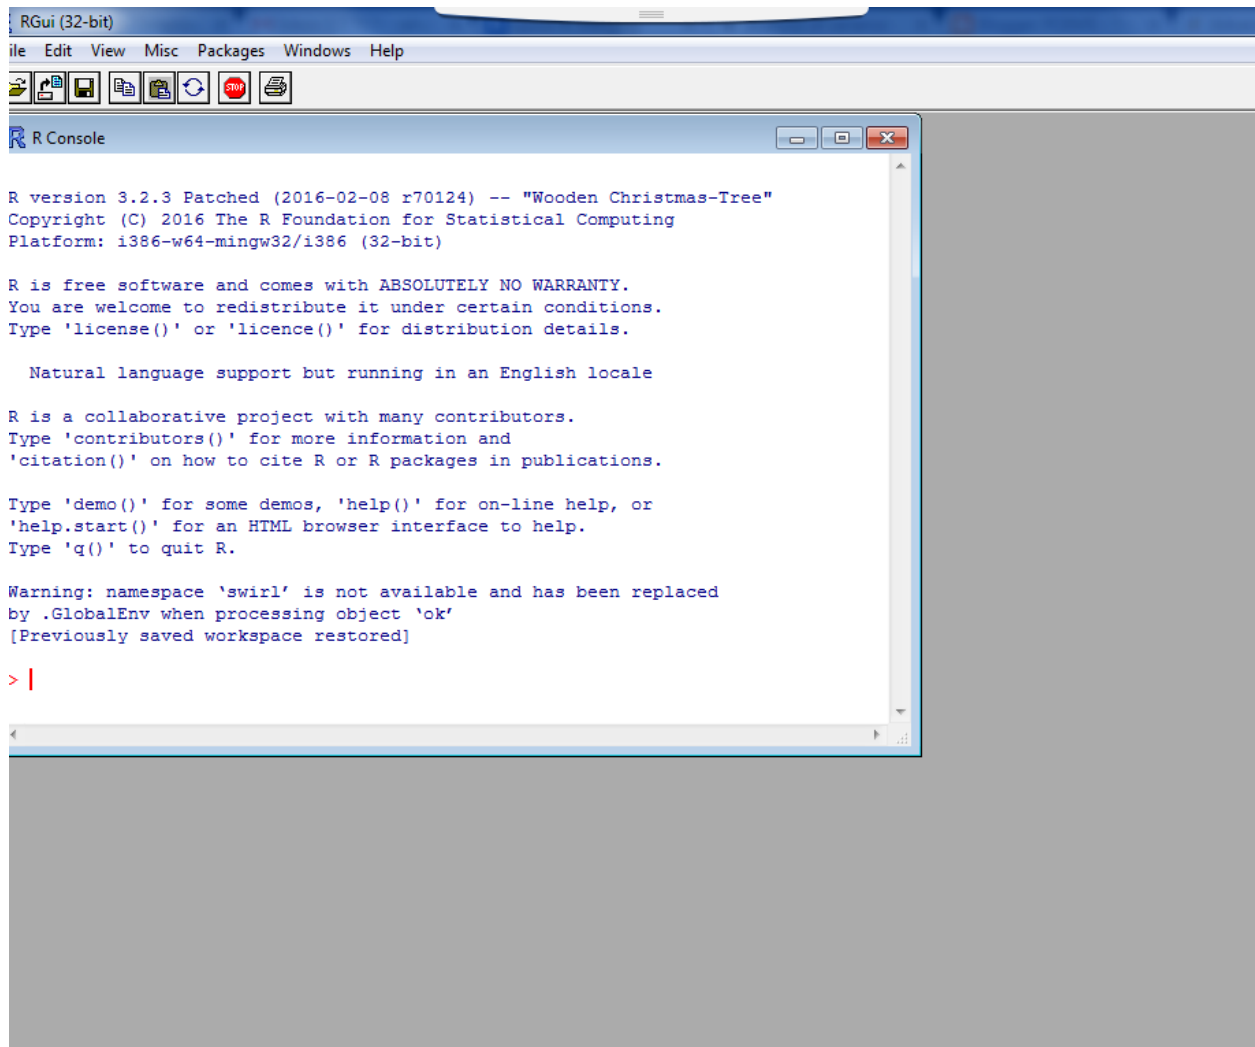 RGui (32-bit)
ile Edit View Misc Packages Windows Help
STOP
R Console
R version 3.2.3 Patched (2016-02-08 r70124) -- "Wooden Christmas-Tree"
Copyright (C) 2016 The R Foundation for Statistical Computing
Platform: i386-w64-mingw32/i386 (32-bit)
R is free software and comes with ABSOLUTELY NO WARRANTY.
You are welcome to redistribute it under certain conditions.
Type 'license()' or 'licence()' for distribution details.
Natural language support but running in an English locale
R is a collaborative project with many contributors.
Type 'contributors()' for more information and
'citation()' on how to cite R or R packages in publications.
Type 'demo()' for some demos, 'help()' for on-line help, or
'help.start()' for an HTML browser interface to help.
Type 'q()' to quit R.
Warning: namespace ‘swirl’ is not available and has been replaced
by .GlobalEnv when processing object ‘ok’
[Previously saved workspace restored]
>